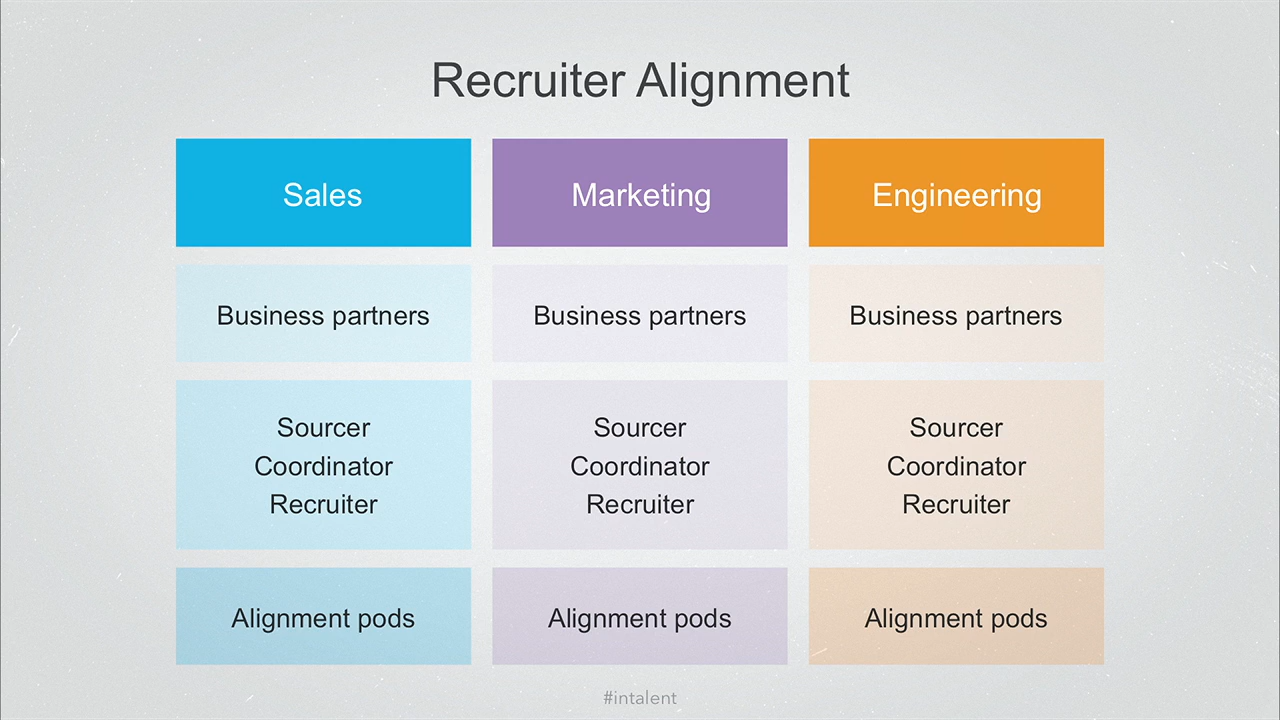 Recruiter Alignment
Sales
Marketing
Engineering
Business partners
Business partners
Business partners
Sourcer
Coordinator
Recruiter
Sourcer
Coordinator
Recruiter
Sourcer
Coordinator
Recruiter
Alignment pods
Alignment pods
Alignment pods
#intalent